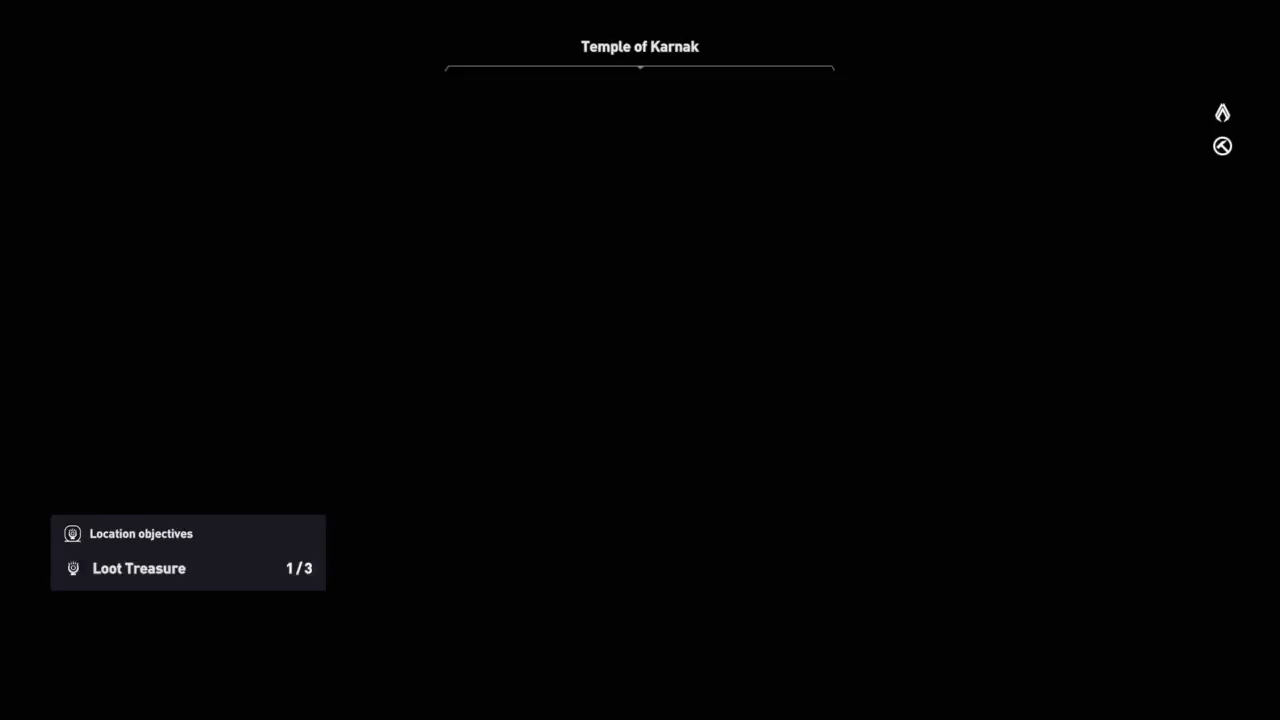 Temple of Karnak
Location objectives
Loot Treasure 1/3